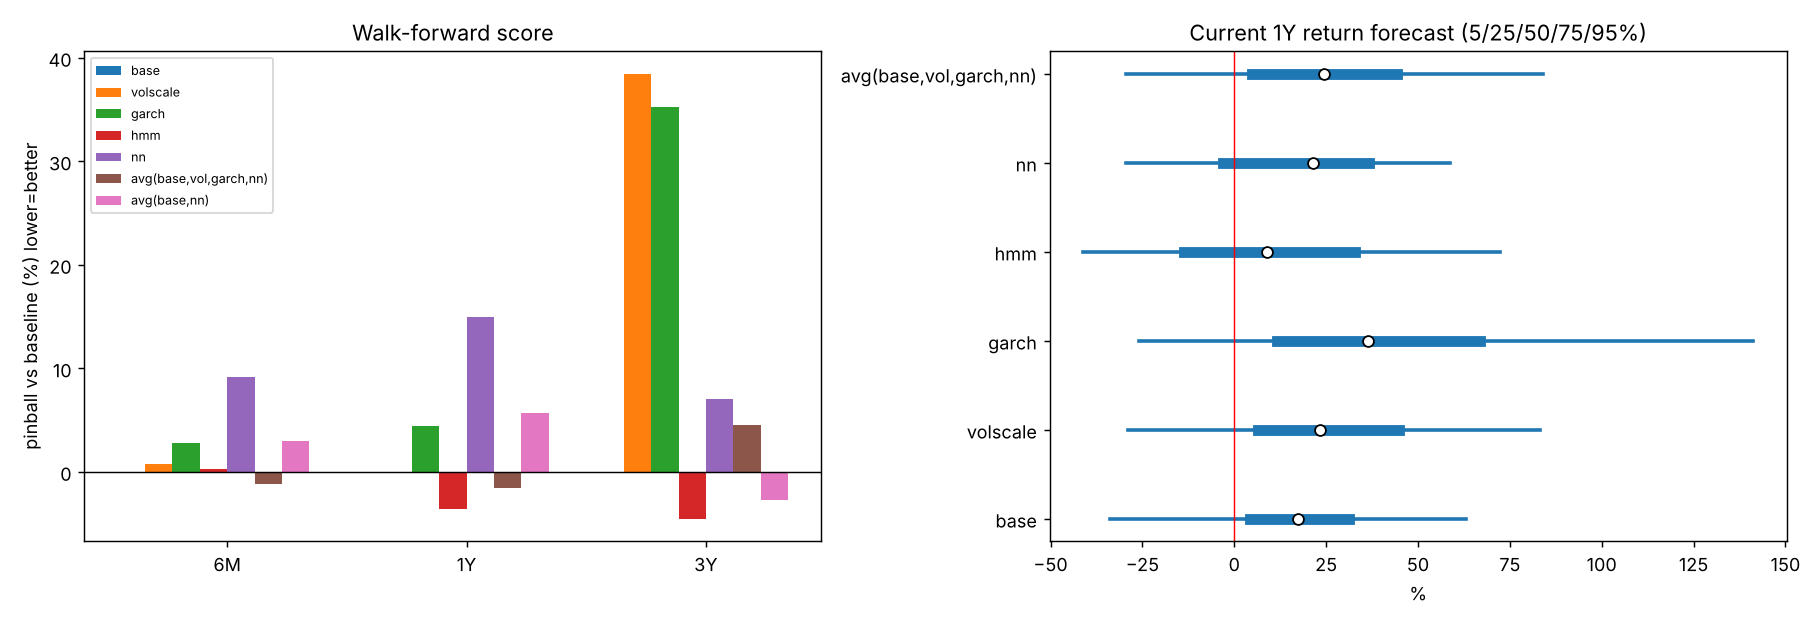 Walk-forward score
pinball vs baseline (%) lower=better
40
30
20
10
0
base
volscale
garch
hmm
nn
avg(base,vol,garch,nn)
avg(base,nn)
6M
1Y
3Y
Current 1Y return forecast (5/25/50/75/95%)
avg(base,vol,garch,nn)
nn
hmm
garch
volscale
base
−50
−25
0
25
50
75
100
125
150
%